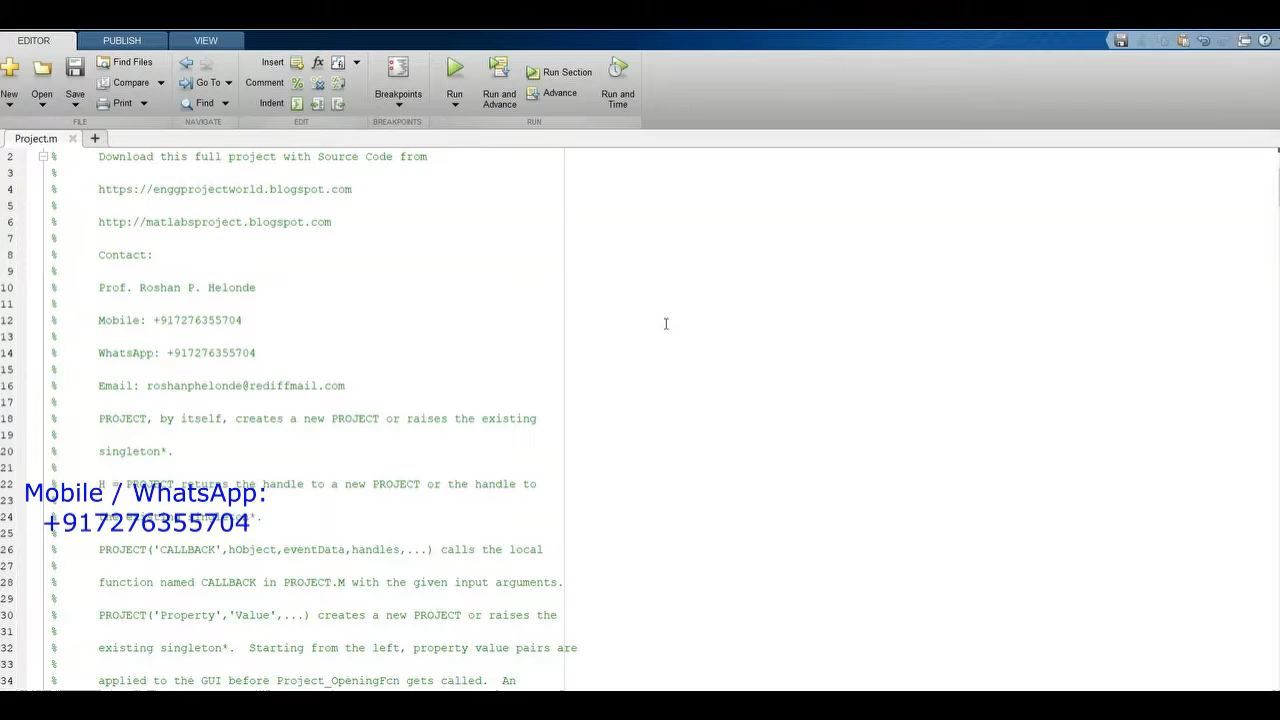 EDITOR PUBLISH VIEW
New Open Save Find Files Compare Print
Go To Find
Insert fx
Comment
Indent
Breakpoints
Run Run and Advance Run Section Advance Run and Time
FILE NAVIGATE EDIT BREAKPOINTS RUN
Project.m
2 % Download this full project with Source Code from
3 %
4 % https://enggprojectworld.blogspot.com
5 %
6 % http://matlabsproject.blogspot.com
7 %
8 % Contact:
9 %
10 % Prof. Roshan P. Helonde
11 %
12 % Mobile: +917276355704
13 %
14 % WhatsApp: +917276355704
15 %
16 % Email: roshanphelonde@rediffmail.com
17 %
18 % PROJECT, by itself, creates a new PROJECT or raises the existing
19 %
20 % singleton*.
21 %
22 % H = PROJECT returns the handle to a new PROJECT or the handle to
23
24 the existing singleton*.
Mobile / WhatsApp:
+917276355704
25 %
26 % PROJECT('CALLBACK',hObject,eventData,handles,...) calls the local
27 %
28 % function named CALLBACK in PROJECT.M with the given input arguments.
29 %
30 % PROJECT('Property','Value',...) creates a new PROJECT or raises the
31 %
32 % existing singleton*. Starting from the left, property value pairs are
33 %
34 % applied to the GUI before Project_OpeningFcn gets called. An